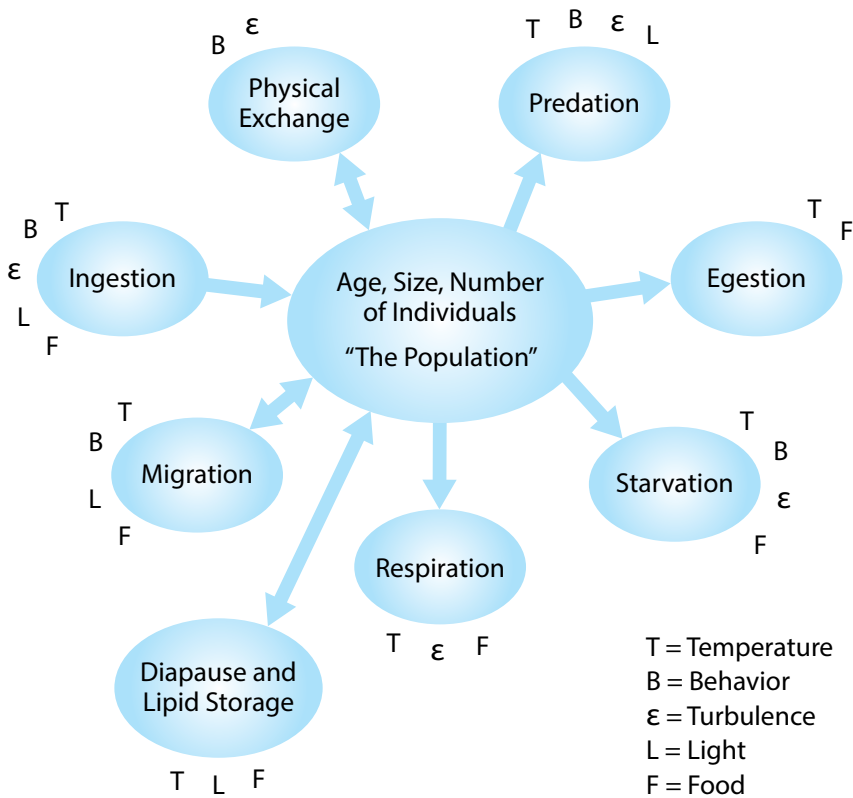 B ε
Physical
Exchange
T B ε L
Predation
T F
Egestion
B T
ε
L
F
Ingestion
Age, Size, Number
of Individuals
“The Population”
T
B
L
F
Migration
T
B
ε
F
Starvation
Respiration
T ε F
Diapause and
Lipid Storage
T L F
T = Temperature
B = Behavior
ε = Turbulence
L = Light
F = Food